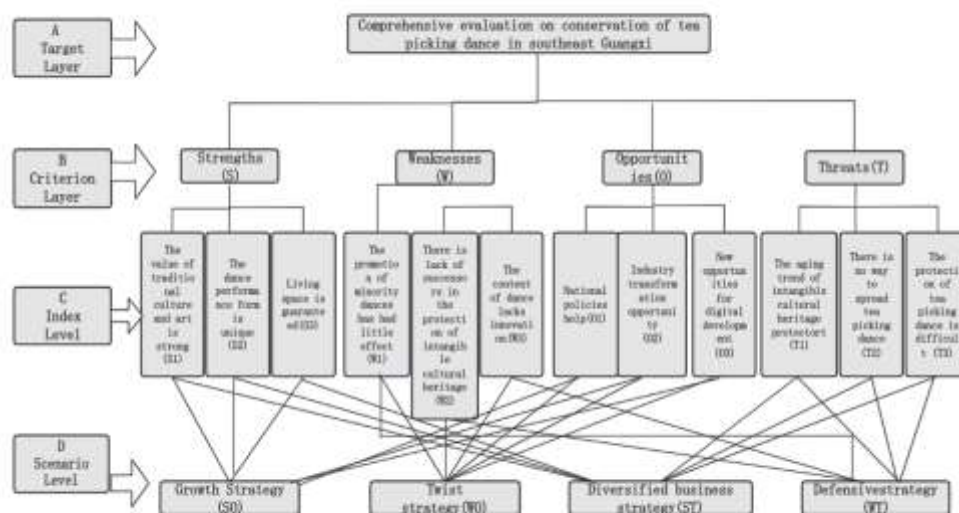 A
Target
Layer
Comprehensive evaluation on conservation of tea
picking dance in southeast Guangxi
B
Criterion
Layer
Strengths
(S)
Weaknesses
(W)
Opportunit
ies(O)
Threats(T)
C
Index
Level
The
value of
traditio
nal
culture
and art
is
strong
(S1)
The
dance
performa
nce form
is
unique
(S2)
Living
space is
guarante
ed(S3)
The
promotio
n of
minority
dances
has had
little
effect
(W1)
There is
lack of
successo
rs in
the
protecti
on of
intangib
le
cultural
heritage
(W2)
The
content
of dance
lacks
innovati
on(W3)
National
policies
help(O1)
Industry
transform
ation
opportuni
ty(O2)
New
opportun
ities for
digital
developm
ent
(O3)
The aging
trend of
intangible
cultural
heritage
protectors
(T1)
There is
no way
to
spread
tea
picking
dance
(T2)
The
protecti
on of
tea
picking
dance is
difficul
t (T3)
D
Scenario
Level
Growth Strategy
(SO)
Twist
strategy(WO)
Diversified business
strategy(ST)
Defensivestrategy
(WT)